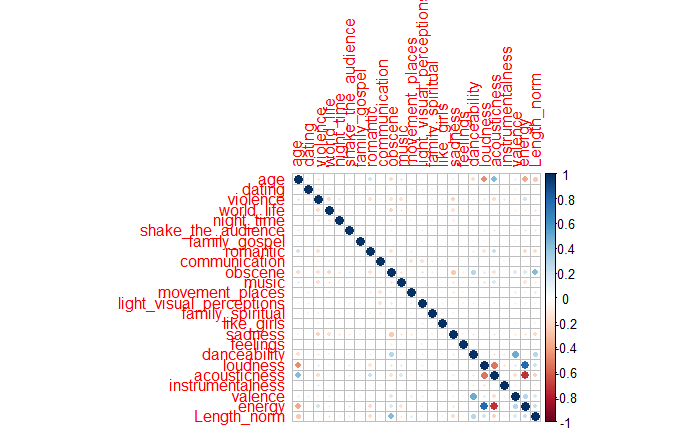 age
dating
violence
world_life
night_time
shake_the_audience
family_gospel
romantic
communication
obscene
music
movement_places
light_visual_perceptions
family_spiritual
like_girls
sadness
feelings
danceability
loudness
acousticness
instrumentalness
valence
energy
Length_norm
age
dating
violence
world_life
night_time
shake_the_audience
family_gospel
romantic
communication
obscene
music
movement_places
light_visual_perceptions
family_spiritual
like_girls
sadness
feelings
danceability
loudness
acousticness
instrumentalness
valence
energy
Length_norm
1
0.8
0.6
0.4
0.2
0
-0.2
-0.4
-0.6
-0.8
-1